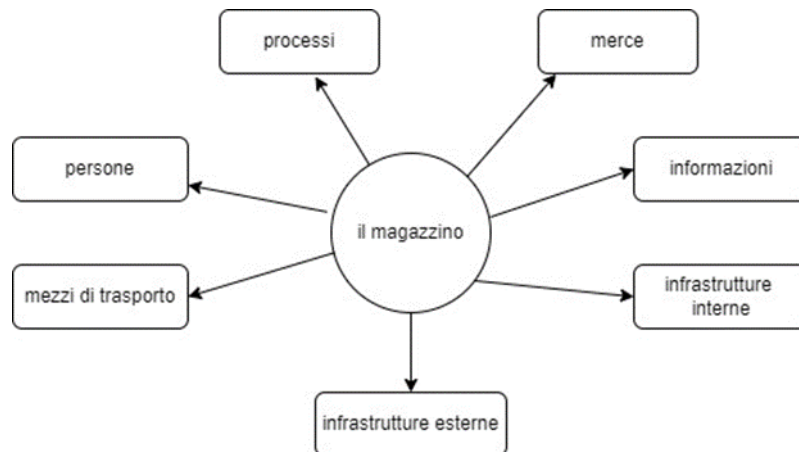 processi
merce
persone
il magazzino
informazioni
mezzi di trasporto
infrastrutture
interne
infrastrutture esterne